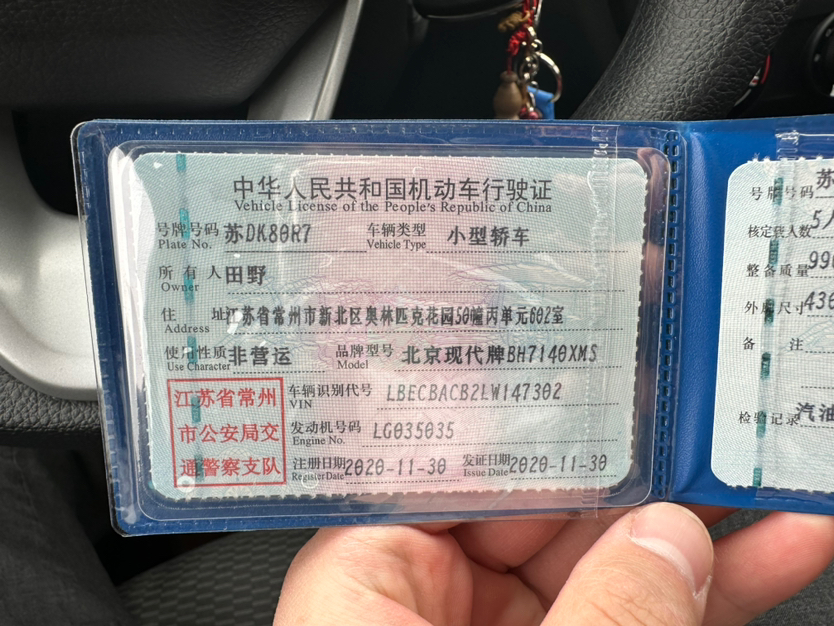 中华人民共和国机动车行驶证
Vehicle License of the People's Republic of China
号牌号码 苏DK80R7 车辆类型 小型轿车
Plate No. Vehicle Type
所有人 田野
Owner
住址 江苏省常州市新北区奥林匹克花园50幢丙单元602室
Address
使用性质 非营运 品牌型号 北京现代牌BH7140XMS
Use Character Model
江苏省常州
市公安局交
通警察支队
车辆识别代号 LBECBACB2LW147302
VIN
发动机号码 LG035035
Engine No.
注册日期 2020-11-30 发证日期 2020-11-30
Register Date Issue Date
号牌号码 苏
核定载人数 5/
整备质量 990
外廓尺寸 436
备注
检验记录 汽油